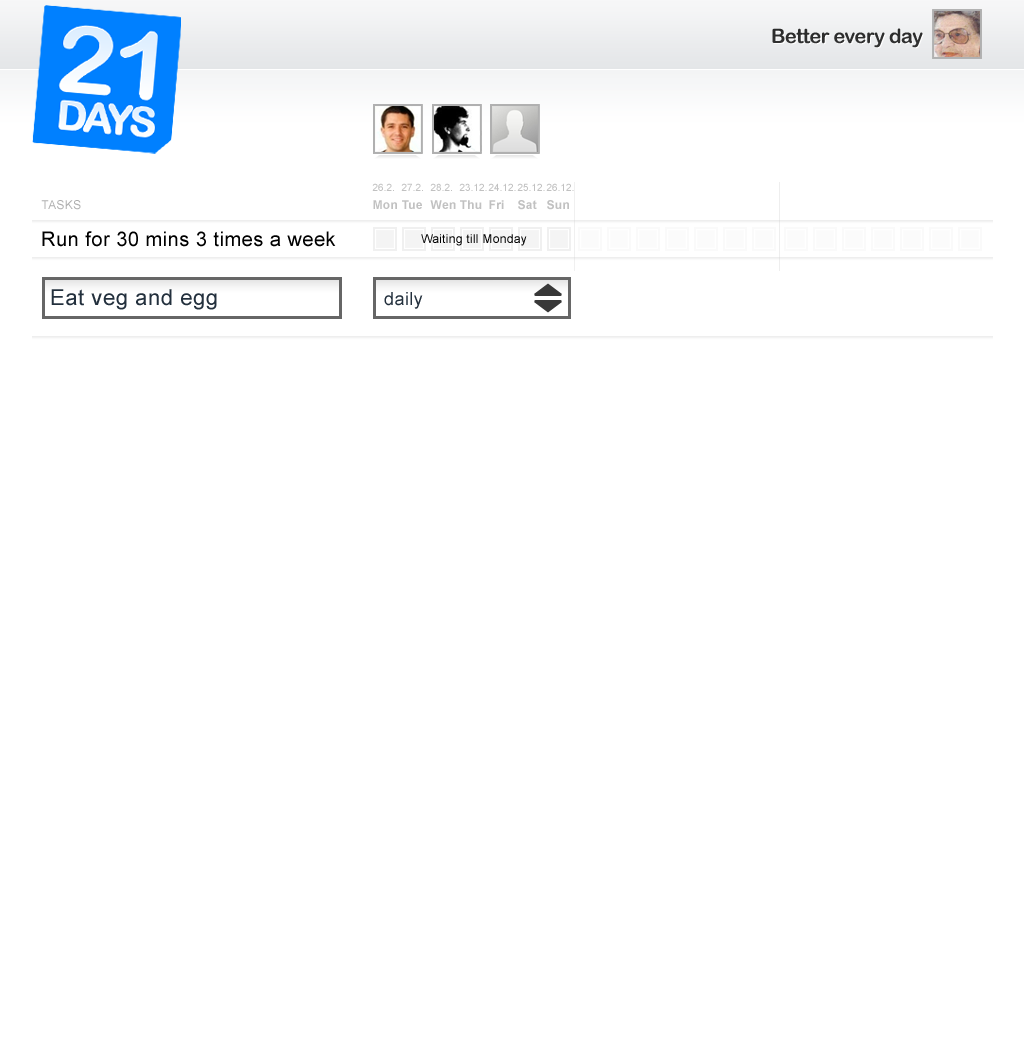 21
DAYS
Better every day
26.2. 27.2. 28.2. 23.12. 24.12. 25.12. 26.12.
TASKS Mon Tue Wen Thu Fri Sat Sun
Run for 30 mins 3 times a week Waiting till Monday
Eat veg and egg daily